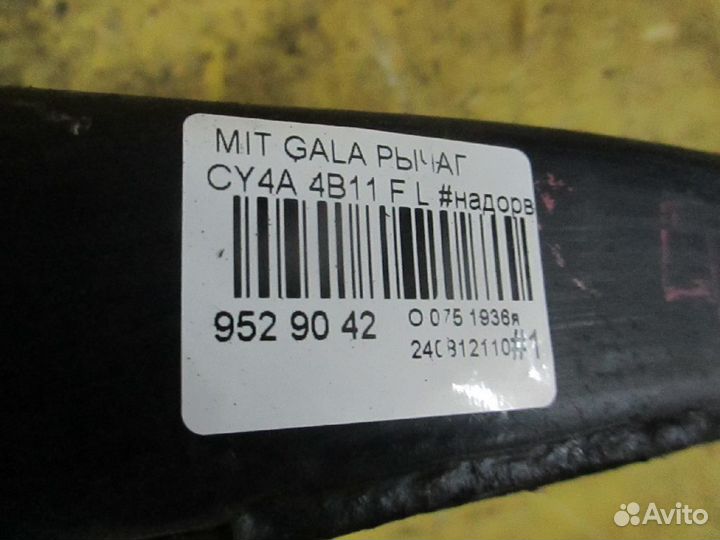 MIT GALA РЫЧАГ
CY4A 4B11 F L #надорв
952 90 42
О 075 1936я
240812110#1
Avito